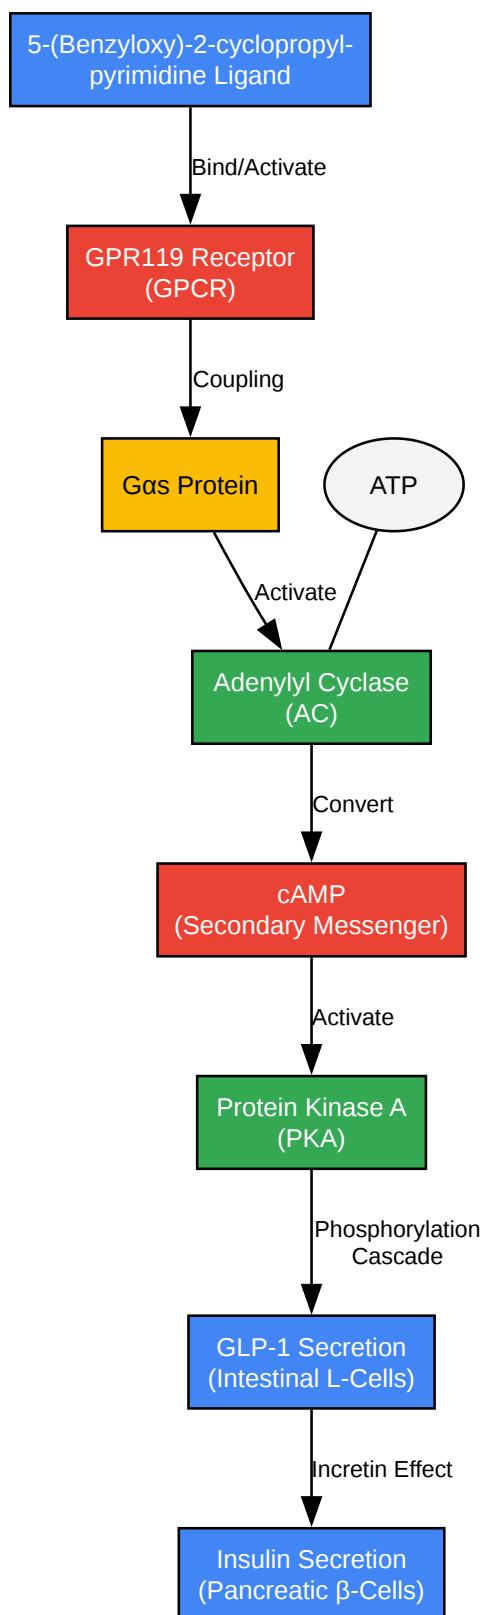 5-(Benzyloxy)-2-cyclopropyl-
pyrimidine Ligand
Bind/Activate
GPR119 Receptor
(GPCR)
Coupling
Gαs Protein
ATP
Activate
Adenylyl Cyclase
(AC)
Convert
cAMP
(Secondary Messenger)
Activate
Protein Kinase A
(PKA)
Phosphorylation
Cascade
GLP-1 Secretion
(Intestinal L-Cells)
Incretin Effect
Insulin Secretion
(Pancreatic β-Cells)